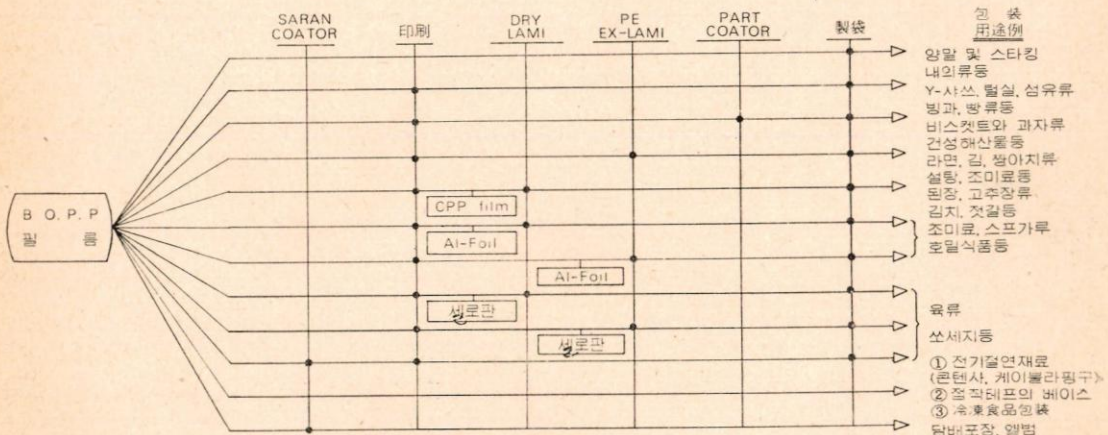 SARAN
COATOR
印刷
DRY
LAMI
PE
EX-LAMI
PART
COATOR
製袋
包 装
用途例
양말 및 스타킹
내의류등
Y-샤쓰, 털실, 섬유류
빙과, 빵류등
비스켓트와 과자류
건성해산물등
라면, 김, 짱아치류
설탕, 조미료등
된장, 고추장류
김치, 젓갈등
조미료, 스프가루
호밀식품등
육류
쏘세지등
① 전기절연재료
(콘텐사, 케이블라핑구)
② 점착테프의 베이스
③ 冷凍食品包装
담배포장, 앨범
B O.P.P
필 름
CPP film
Al-Foil
Al-Foil
셀로판
셀로판